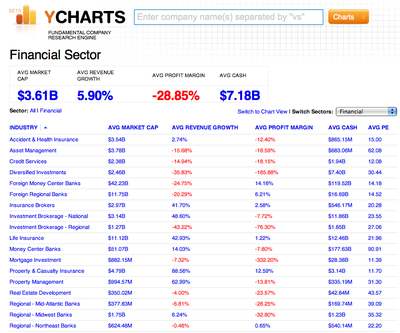 BETA
YCHARTS
FUNDAMENTAL COMPANY
RESEARCH ENGINE
Enter company name(s) separated by "vs"
Charts
Financial Sector
AVG MARKET CAP AVG REVENUE GROWTH AVG PROFIT MARGIN AVG CASH
$3.61B 5.90% -28.85% $7.18B
Sector: All | Financial Switch to Chart View | Switch Sectors: Financial
INDUSTRY AVG MARKET CAP AVG REVENUE GROWTH AVG PROFIT MARGIN AVG CASH AVG PE
Accident & Health Insurance $3.54B 2.74% -12.40% $865.15M 15.00
Asset Management $3.78B -15.68% -18.59% $683.06M 62.08
Credit Services $2.38B -14.94% -18.15% $1.94B 12.08
Diversified Investments $2.46B -35.83% -185.88% $7.40B 30.44
Foreign Money Center Banks $42.23B -24.75% 14.16% $119.52B 14.18
Foreign Regional Banks $11.75B -20.29% 6.21% $16.69B 14.52
Insurance Brokers $2.97B 41.70% 2.58% $546.17M 20.28
Investment Brokerage - National $3.14B 48.60% -7.72% $11.86B 23.55
Investment Brokerage - Regional $1.27B -43.22% -76.30% $1.85B 27.06
Life Insurance $11.12B 42.93% 1.22% $12.46B 21.96
Money Center Banks $51.07B 14.03% -7.80% $177.63B 90.91
Mortgage Investment $882.15M -7.32% -332.20% $28.38B 11.39
Property & Casualty Insurance $4.79B 88.56% 12.59% $3.14B 11.70
Property Management $994.57M 62.99% -13.81% $335.19M 31.30
Real Estate Development $350.02M -4.00% -23.57% $42.84M 43.57
Regional - Mid-Atlantic Banks $377.63M -5.81% -28.25% $169.74M 39.09
Regional - Midwest Banks $1.75B 6.24% -32.80% $1.23B 35.32
Regional - Northeast Banks $624.48M -0.48% 0.65% $540.14M 22.20